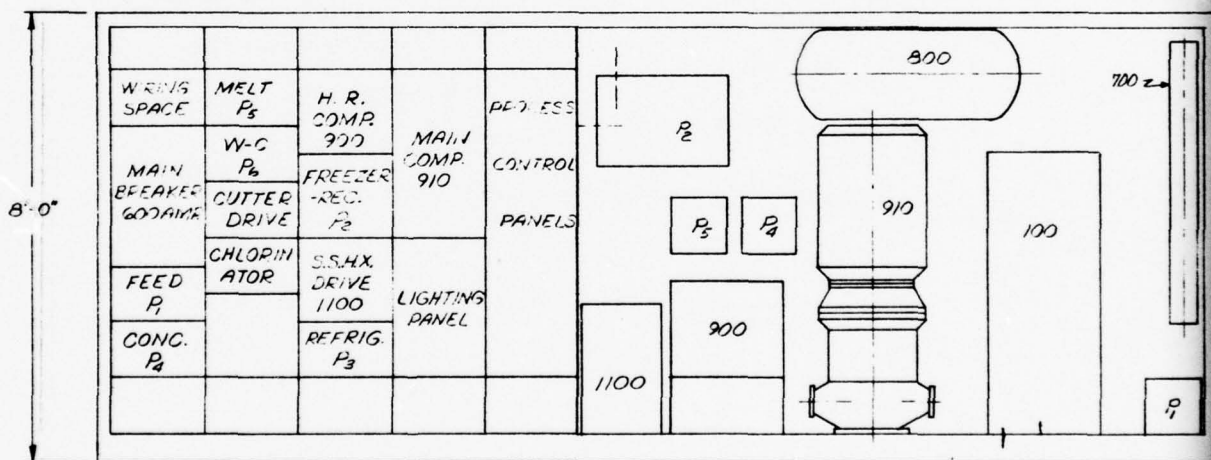 8'-0"
WIRING
SPACE
MAIN
BREAKER
600AMP
FEED
P1
CONC.
P4
MELT
P5
W-C
P6
CUTTER
DRIVE
CHLORIN
ATOR
H.R.
COMP.
900
FREEZER
-REC.
P2
S.S.H.X.
DRIVE
1100
REFRIG.
P3
MAIN
COMP.
910
LIGHTING
PANEL
PROCESS
CONTROL
PANELS
P2
P5
P4
900
1100
800
910
100
700
P1